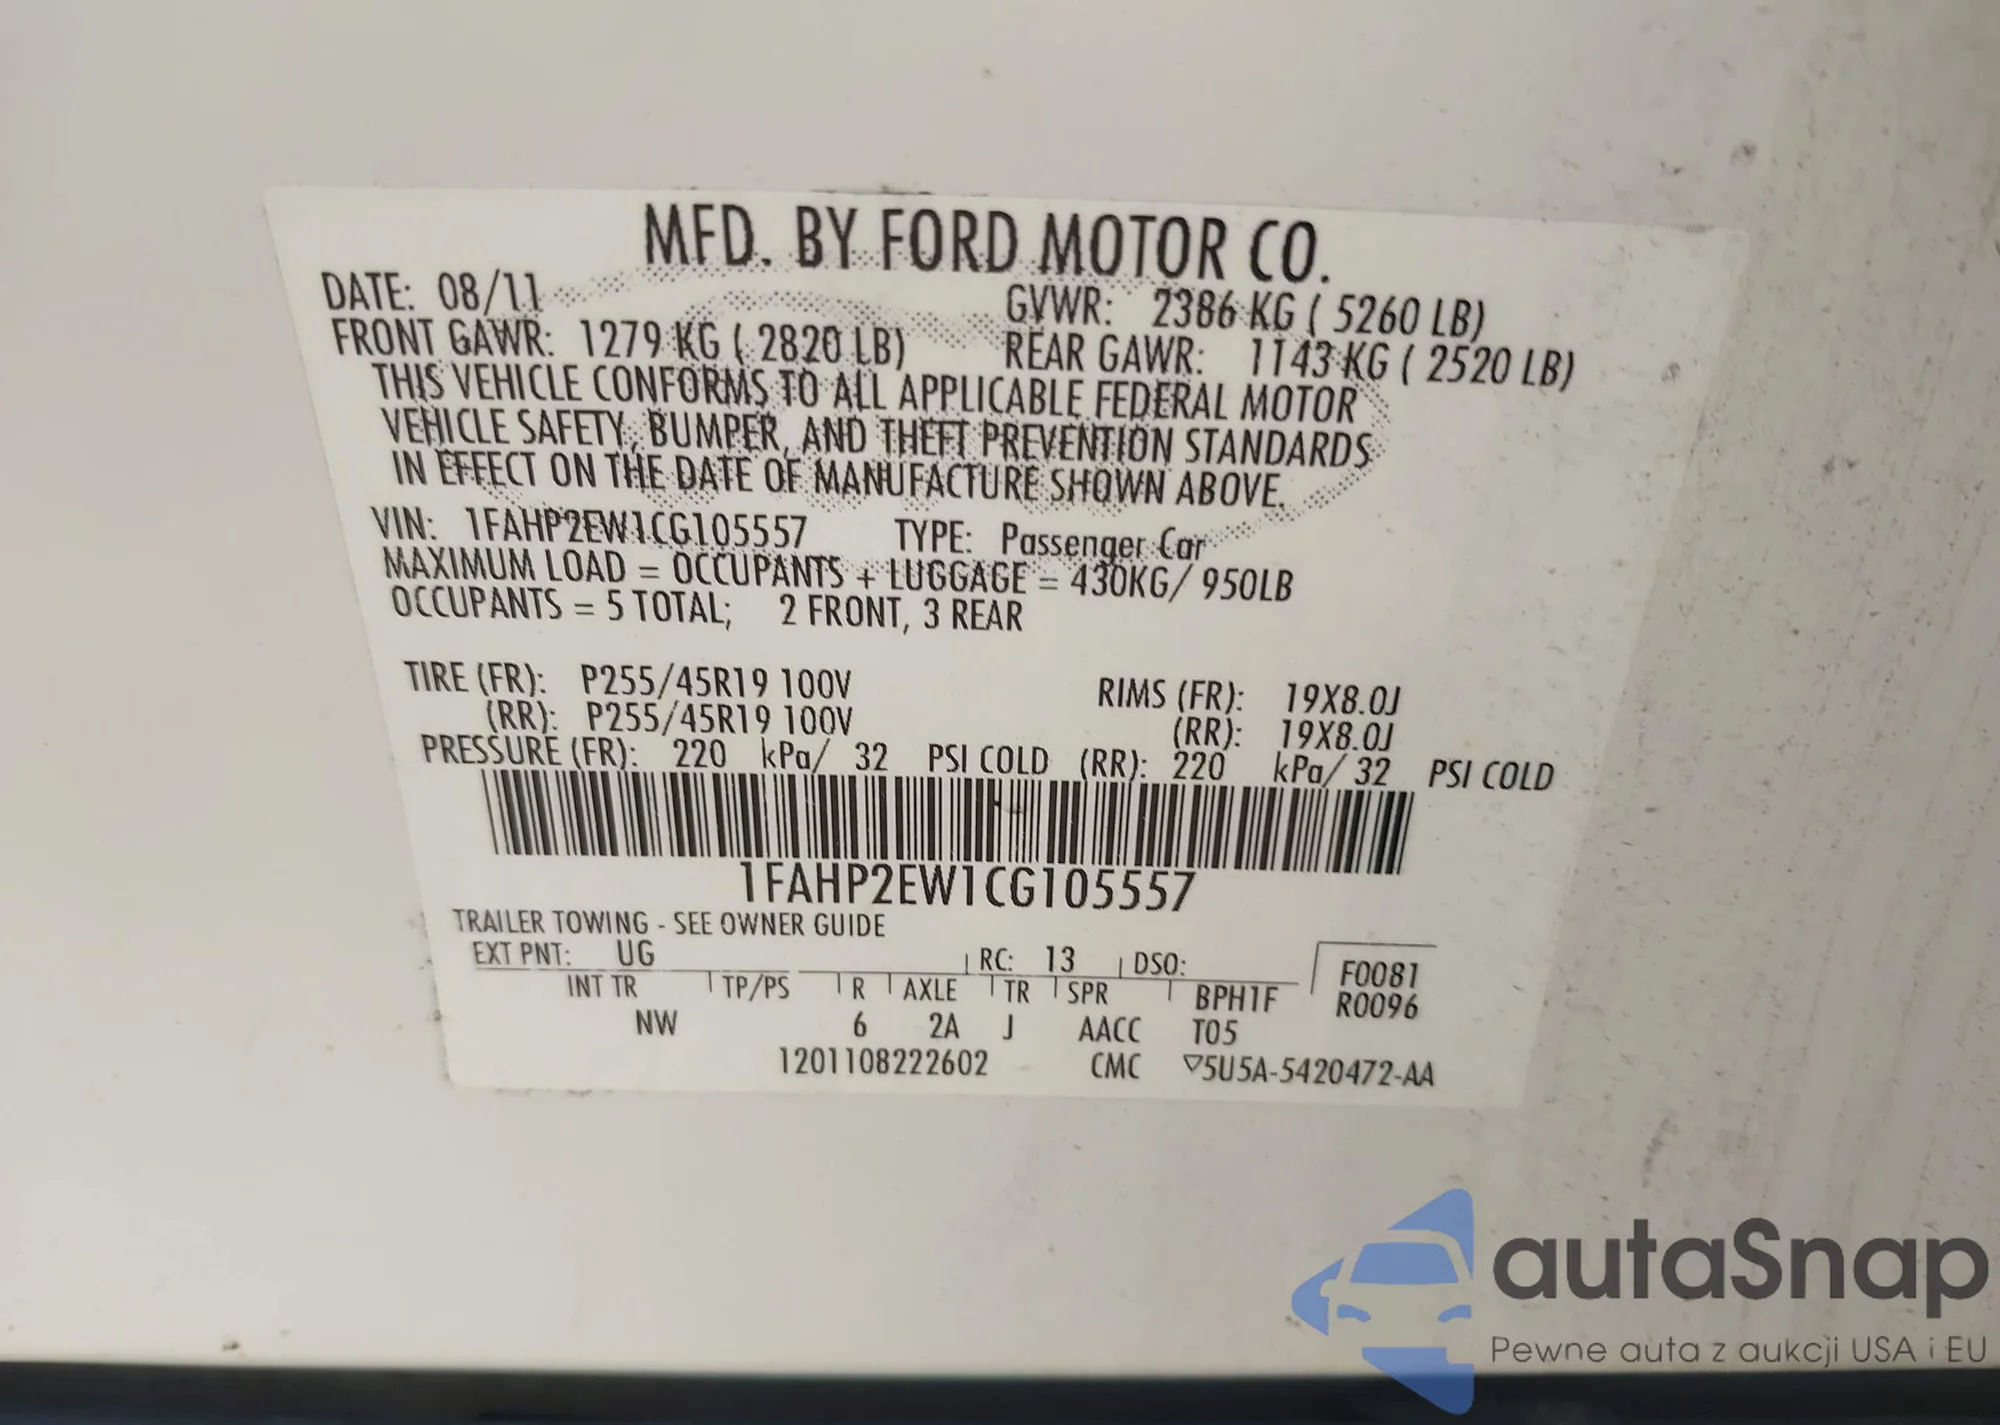 MFD. BY FORD MOTOR CO.
DATE: 08/11 GVWR: 2386 KG ( 5260 LB)
FRONT GAWR: 1279 KG ( 2820 LB) REAR GAWR: 1143 KG ( 2520 LB)
THIS VEHICLE CONFORMS TO ALL APPLICABLE FEDERAL MOTOR
VEHICLE SAFETY, BUMPER, AND THEFT PREVENTION STANDARDS
IN EFFECT ON THE DATE OF MANUFACTURE SHOWN ABOVE.
VIN: 1FAHP2EW1CG105557 TYPE: Passenger Car
MAXIMUM LOAD = OCCUPANTS + LUGGAGE = 430KG/ 950LB
OCCUPANTS = 5 TOTAL; 2 FRONT, 3 REAR
TIRE (FR): P255/45R19 100V RIMS (FR): 19X8.0J
(RR): P255/45R19 100V (RR): 19X8.0J
PRESSURE (FR): 220 kPa/ 32 PSI COLD (RR): 220 kPa/ 32 PSI COLD
1FAHP2EW1CG105557
TRAILER TOWING - SEE OWNER GUIDE
EXT PNT: UG RC: 13 DSO: F0081
INT TR TP/PS R AXLE TR SPR BPH1F R0096
NW 6 2A J AACC T05
1201108222602 CMC ▽5U5A-5420472-AA
autaSnap
Pewne auta z aukcji USA i EU